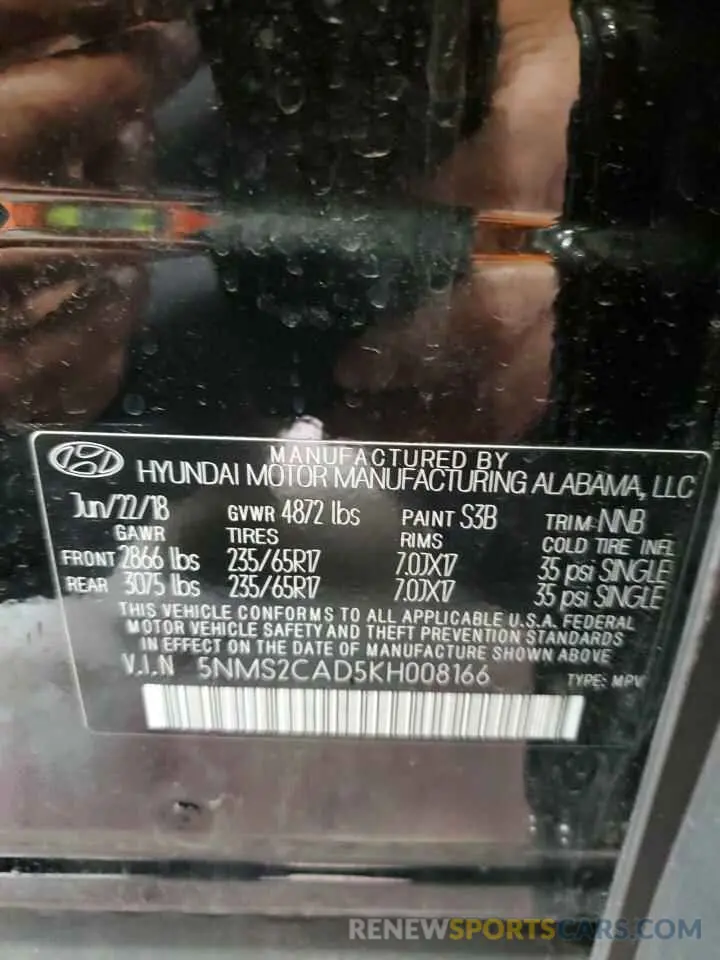 MANUFACTURED BY
HYUNDAI MOTOR MANUFACTURING ALABAMA, LLC
Jun/22/18 GVWR 4872 lbs PAINT S3B TRIM:NNB
GAWR TIRES RIMS COLD TIRE INFL
FRONT 2866 lbs 235/65R17 7.0JX17 35 psi SINGLE
REAR 3075 lbs 235/65R17 7.0JX17 35 psi SINGLE
THIS VEHICLE CONFORMS TO ALL APPLICABLE U.S.A. FEDERAL
MOTOR VEHICLE SAFETY AND THEFT PREVENTION STANDARDS
IN EFFECT ON THE DATE OF MANUFACTURE SHOWN ABOVE
V.I.N 5NMS2CAD5KH008166 TYPE: MPV
RENEWSPORTSCARS.COM